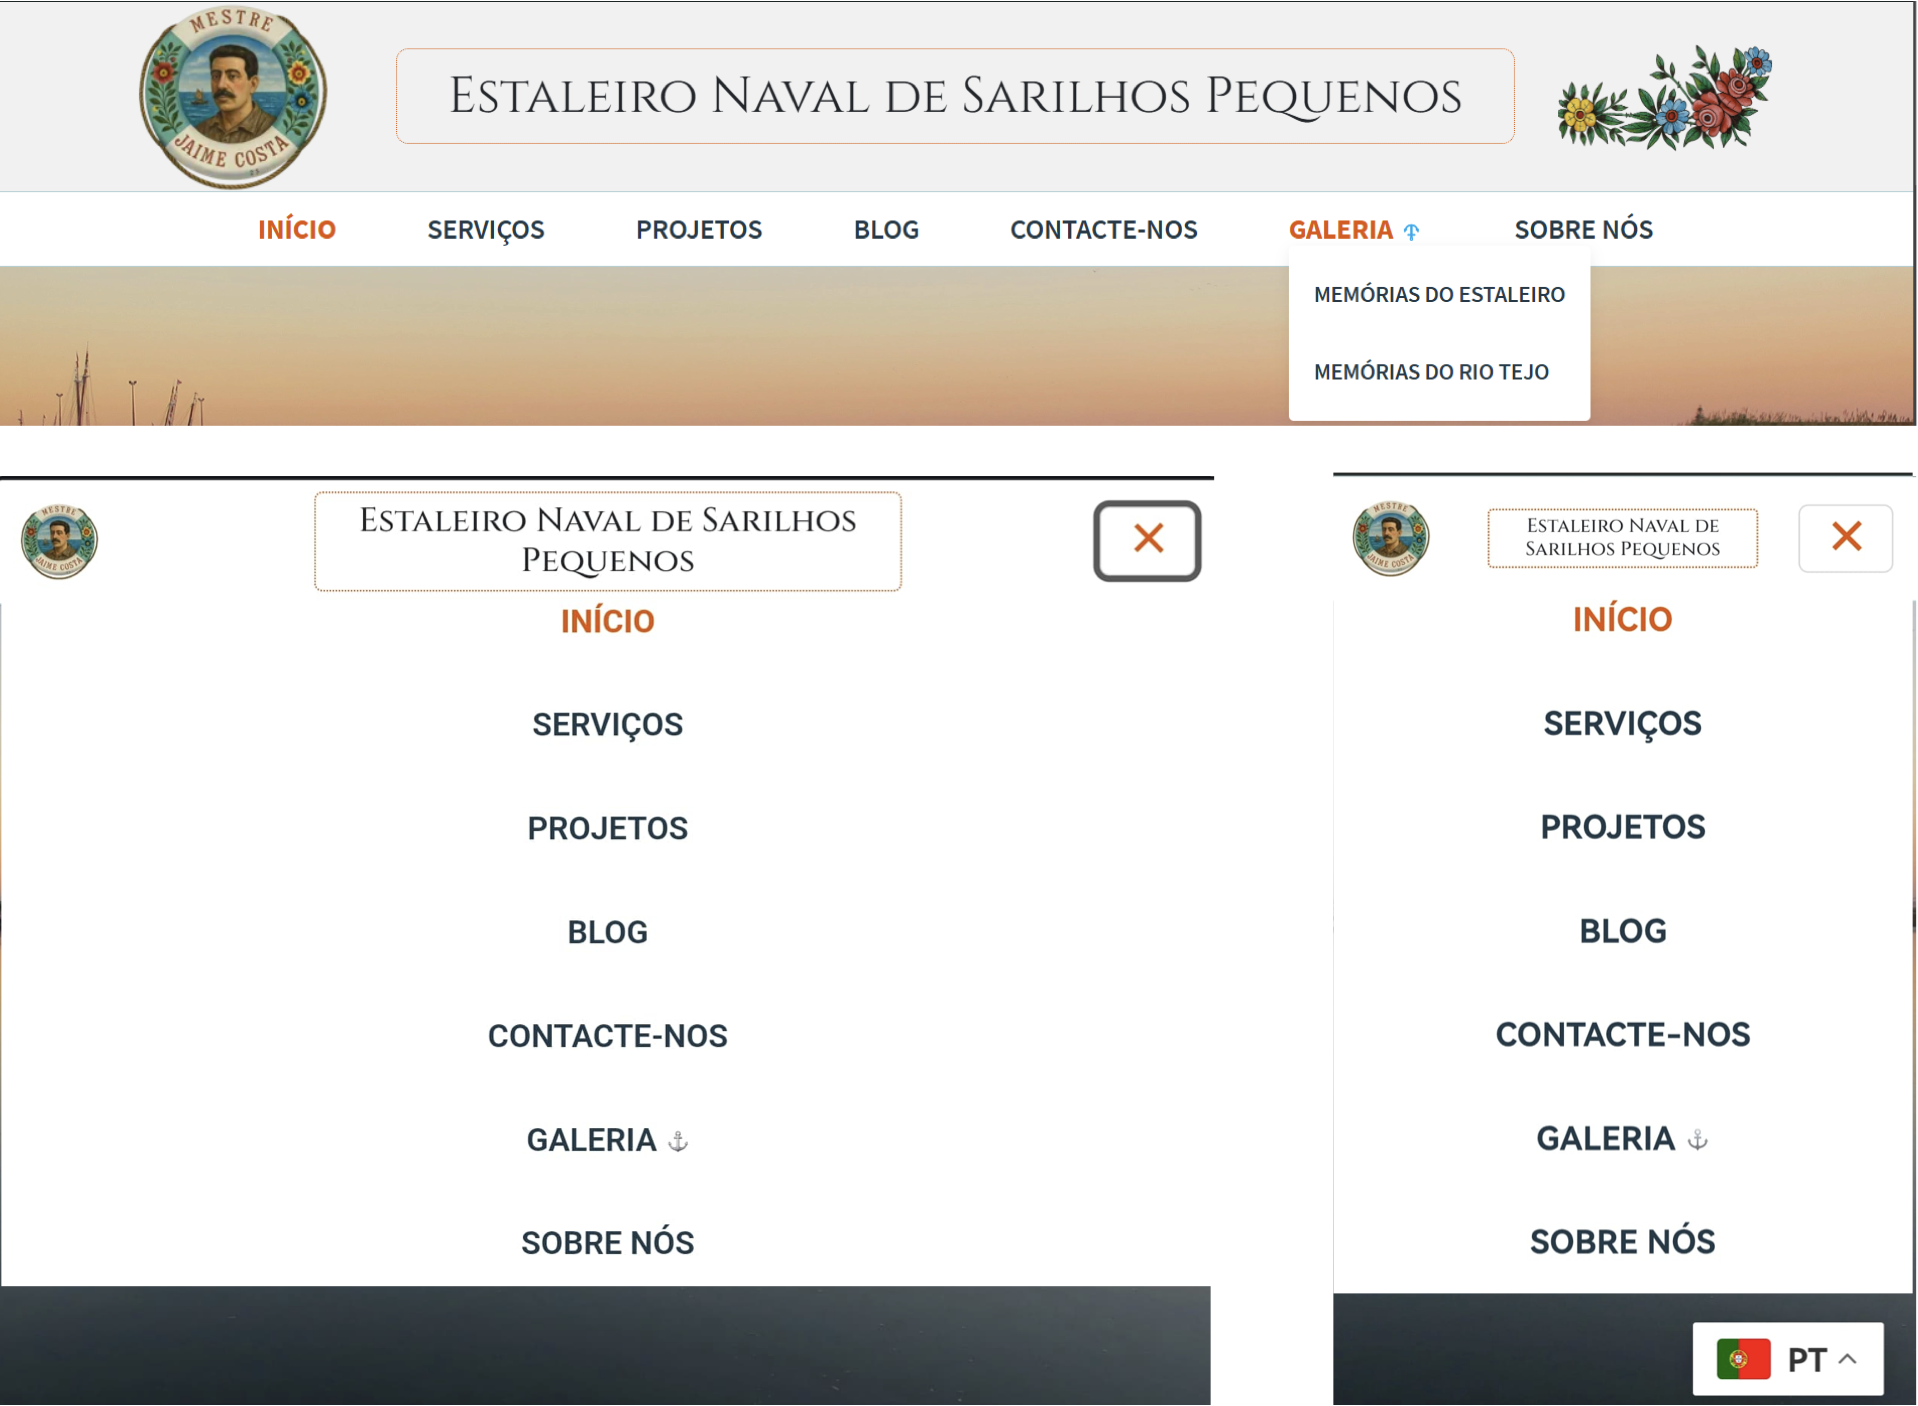 MESTRE
JAIME COSTA
Estaleiro Naval de Sarilhos Pequenos
INÍCIO SERVIÇOS PROJETOS BLOG CONTACTE-NOS GALERIA SOBRE NÓS
MEMÓRIAS DO ESTALEIRO
MEMÓRIAS DO RIO TEJO
MESTRE
JAIME COSTA
Estaleiro Naval de Sarilhos
Pequenos
INÍCIO
SERVIÇOS
PROJETOS
BLOG
CONTACTE-NOS
GALERIA
SOBRE NÓS
MESTRE
JAIME COSTA
Estaleiro Naval de
Sarilhos Pequenos
INÍCIO
SERVIÇOS
PROJETOS
BLOG
CONTACTE-NOS
GALERIA
SOBRE NÓS
PT